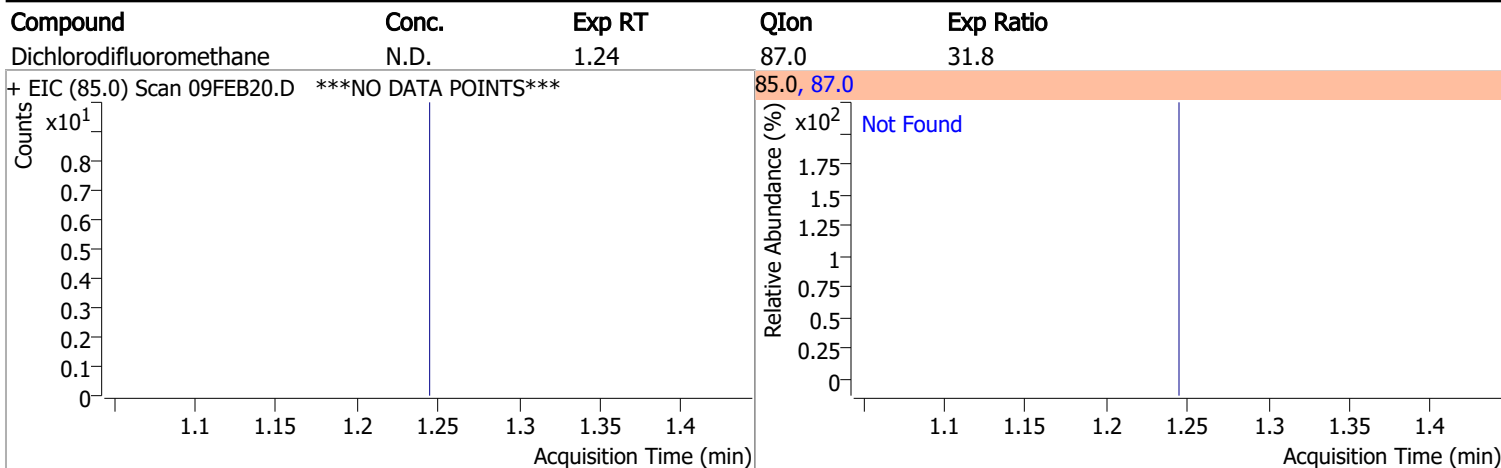 Compound Conc. Exp RT QIon Exp Ratio
Dichlorodifluoromethane N.D. 1.24 87.0 31.8
+ EIC (85.0) Scan 09FEB20.D ***NO DATA POINTS***
Counts
x10¹
0.8
0.7
0.6
0.5
0.4
0.3
0.2
0.1
0
1.1 1.15 1.2 1.25 1.3 1.35 1.4
Acquisition Time (min)
85.0, 87.0
Relative Abundance (%)
x10²
Not Found
1.75
1.5
1.25
1
0.75
0.5
0.25
0
1.1 1.15 1.2 1.25 1.3 1.35 1.4
Acquisition Time (min)